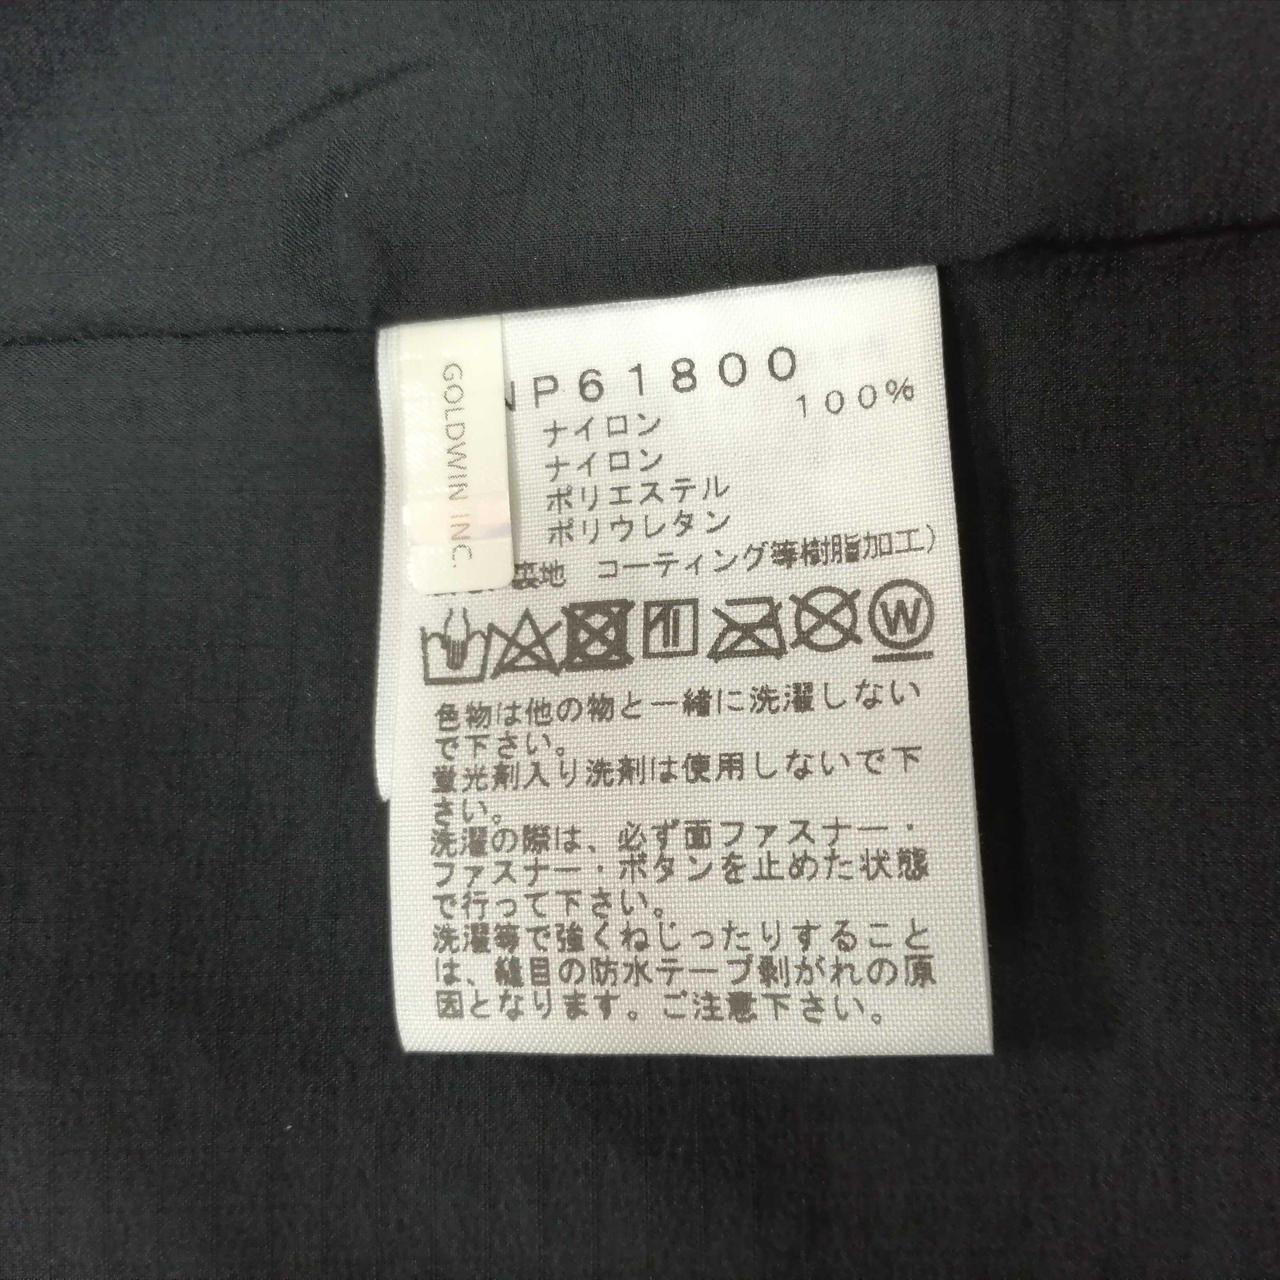 GOLDWIN INC.
NP61800
ナイロン 100%
ナイロン
ポリエステル
ポリウレタン
裏地 コーティング等樹脂加工)
W
色物は他の物と一緒に洗濯しない
で下さい。
蛍光剤入り洗剤は使用しないで下
さい。
洗濯の際は、必ず面ファスナー・
ファスナー・ボタンを止めた状態
で行って下さい。
洗濯等で強くねじったりすること
は、縫目の防水テープ剥がれの原
因となります。ご注意下さい。